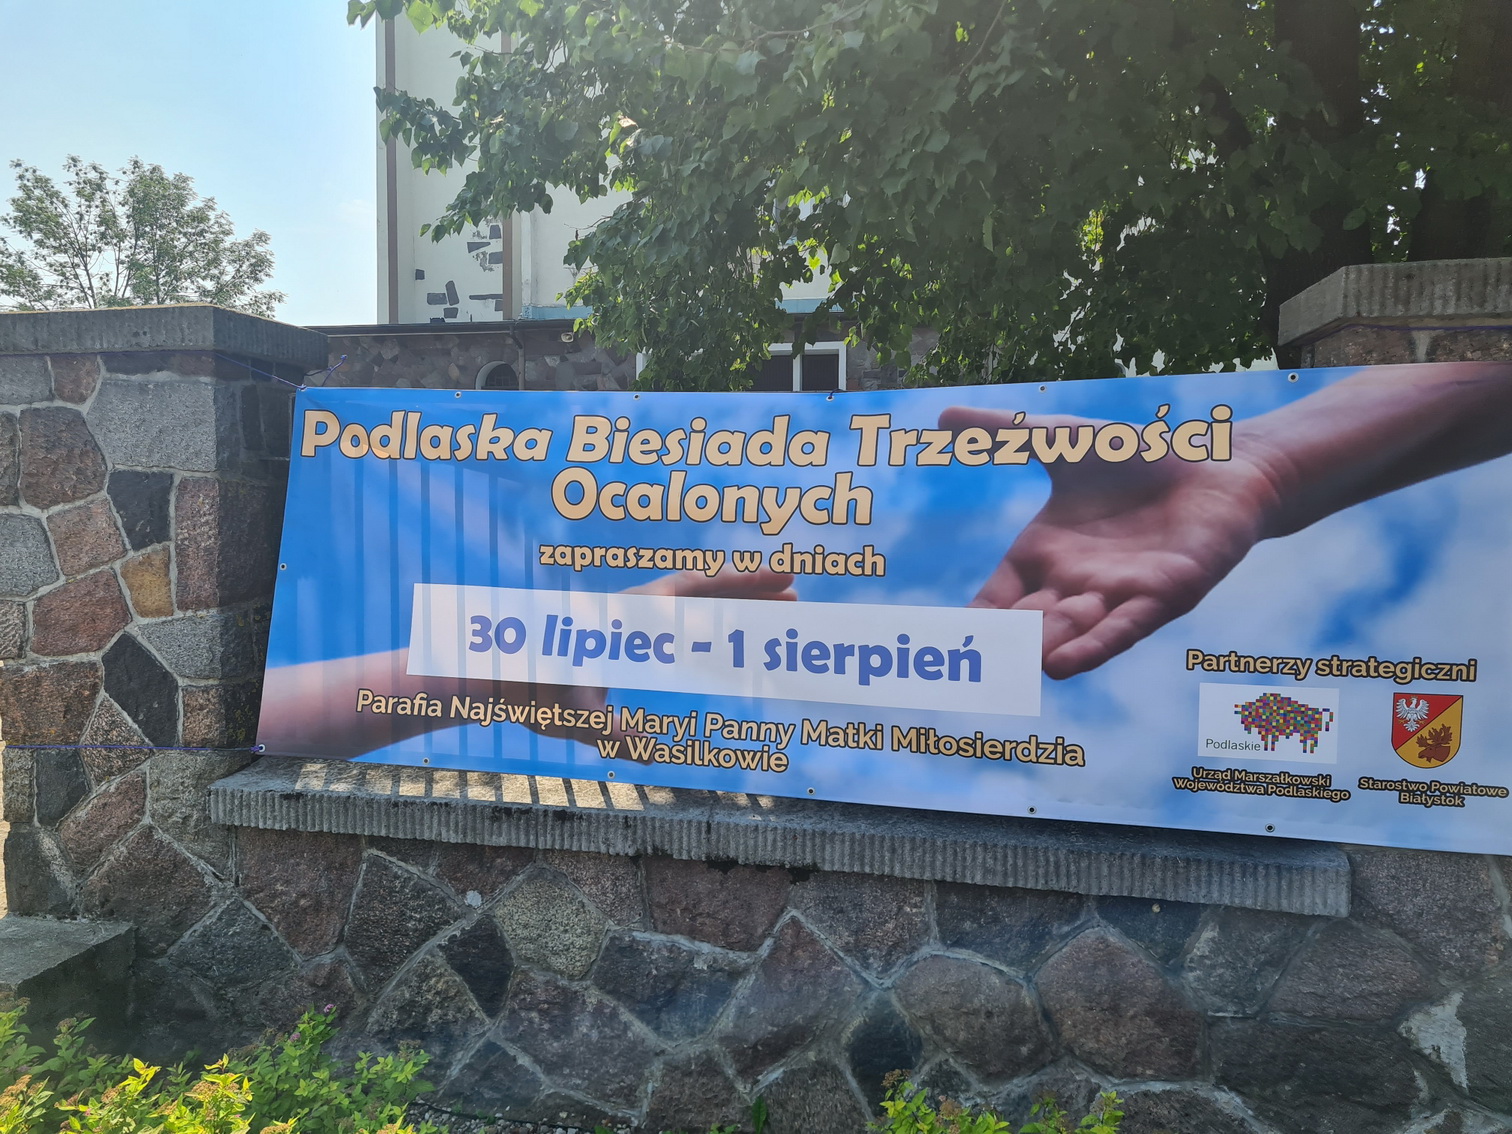 Podlaska Biesiada Trzeźwości
Ocalonych
zapraszamy w dniach
30 lipiec - 1 sierpień
Parafia Najświętszej Maryi Panny Matki Miłosierdzia
w Wasilkowie
Partnerzy strategiczni
Podlaskie
Urząd Marszałkowski
Województwa Podlaskiego
Starostwo Powiatowe
Białystok